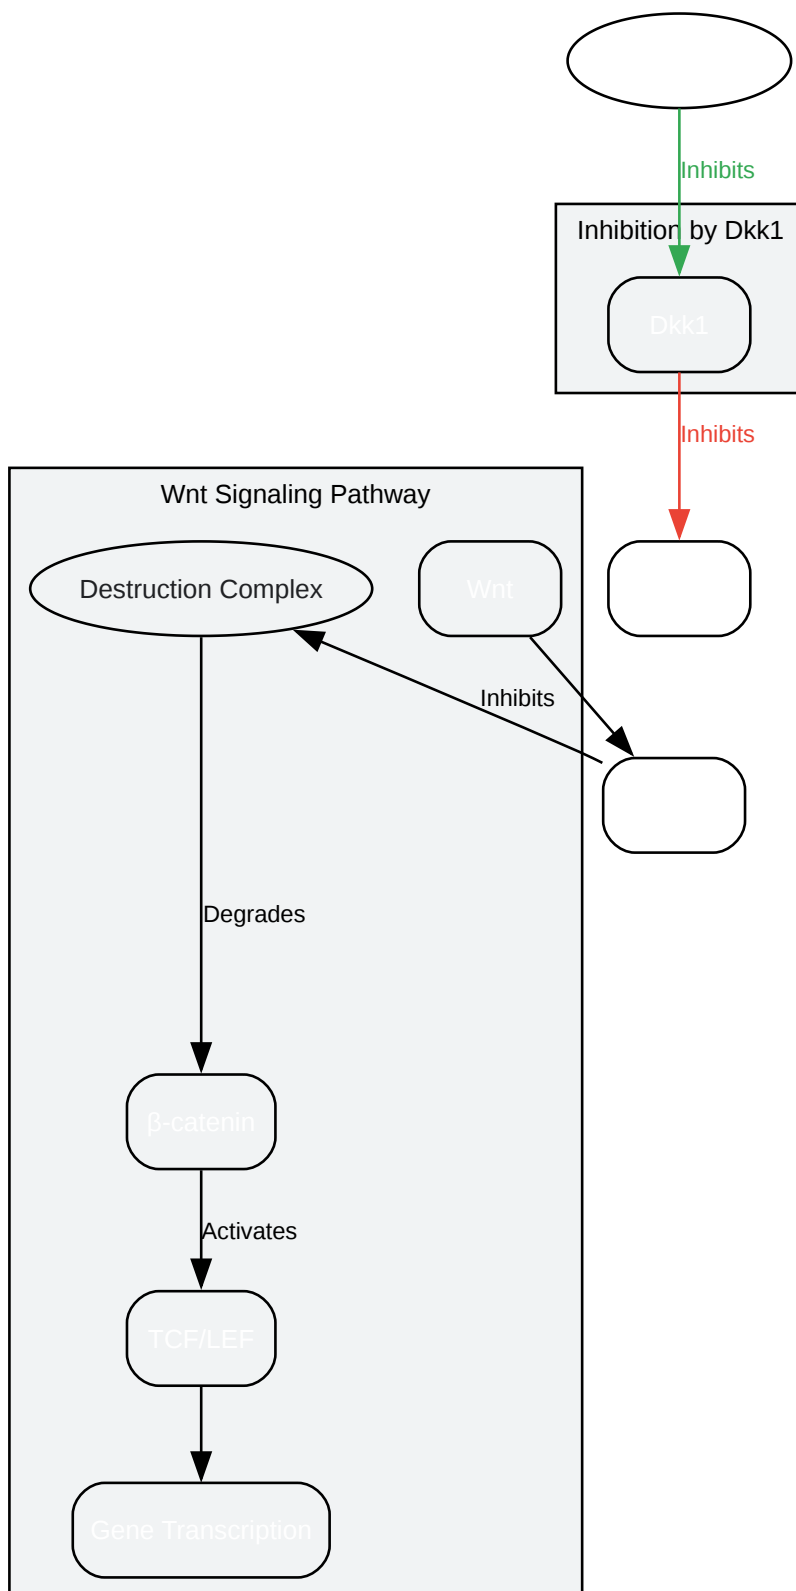 Inhibits
Inhibition by Dkk1
Dkk1
Inhibits
Wnt Signaling Pathway
Destruction Complex
Wnt
Inhibits
Degrades
β-catenin
Activates
TCF/LEF
Gene Transcription